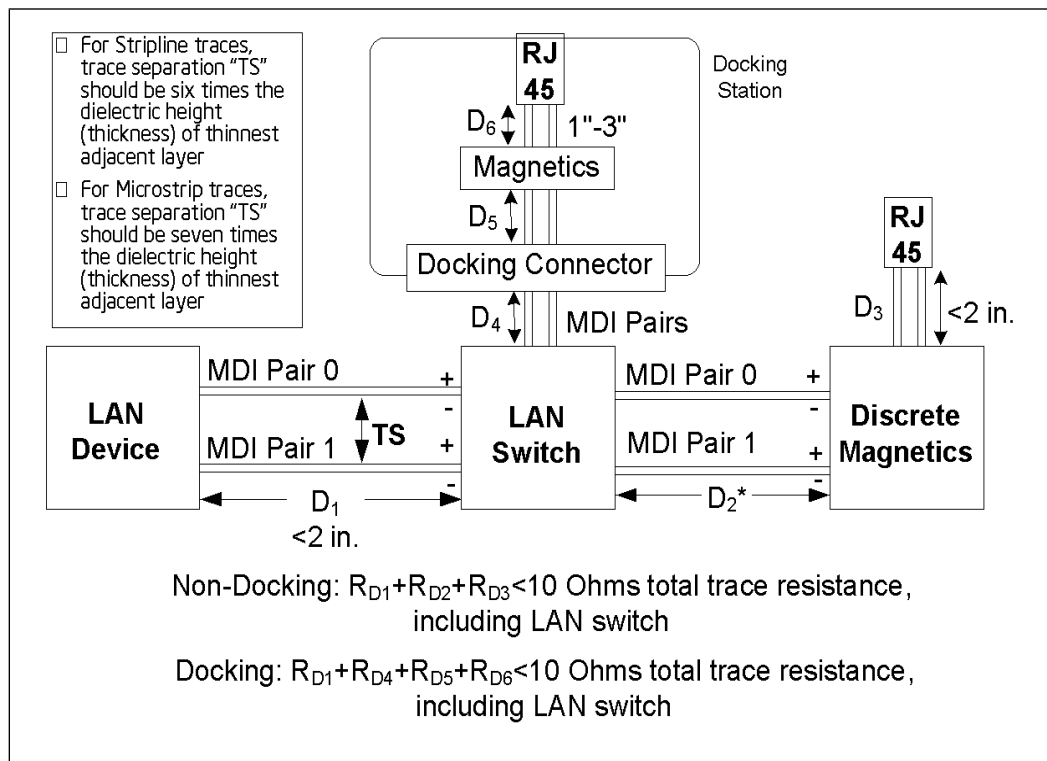 □ For Stripline traces,
trace separation “TS”
should be six times the
dielectric height
(thickness) of thinnest
adjacent layer
□ For Microstrip traces,
trace separation “TS”
should be seven times
the dielectric height
(thickness) of thinnest
adjacent layer
RJ
45
Docking
Station
D6
1"-3"
Magnetics
D5
Docking Connector
D4
MDI Pairs
RJ
45
D3
<2 in.
LAN
Device
MDI Pair 0
+
-
TS
MDI Pair 1
+
-
D1
<2 in.
LAN
Switch
MDI Pair 0
+
-
MDI Pair 1
+
-
D2*
Discrete
Magnetics
Non-Docking: RD1+RD2+RD3<10 Ohms total trace resistance,
including LAN switch
Docking: RD1+RD4+RD5+RD6<10 Ohms total trace resistance,
including LAN switch